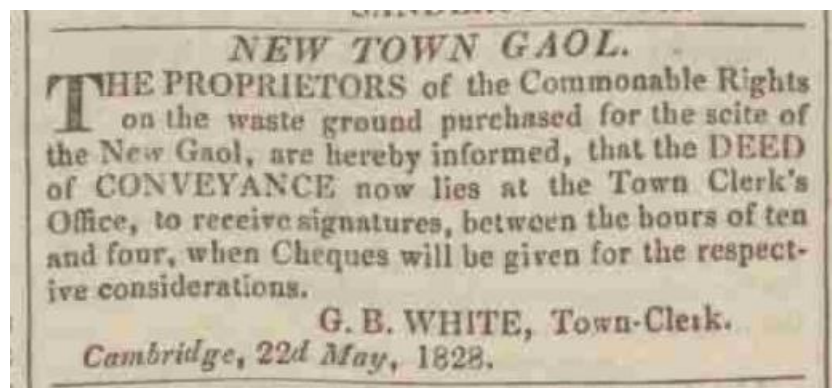 NEW TOWN GAOL.
THE PROPRIETORS of the Commonable Rights
on the waste ground purchased for the scite of
the New Gaol, are hereby informed, that the DEED
of CONVEYANCE now lies at the Town Clerk's
Office, to receive signatures, between the hours of ten
and four, when Cheques will be given for the respect-
ive considerations.
G. B. WHITE, Town-Clerk.
Cambridge, 22d May, 1828.